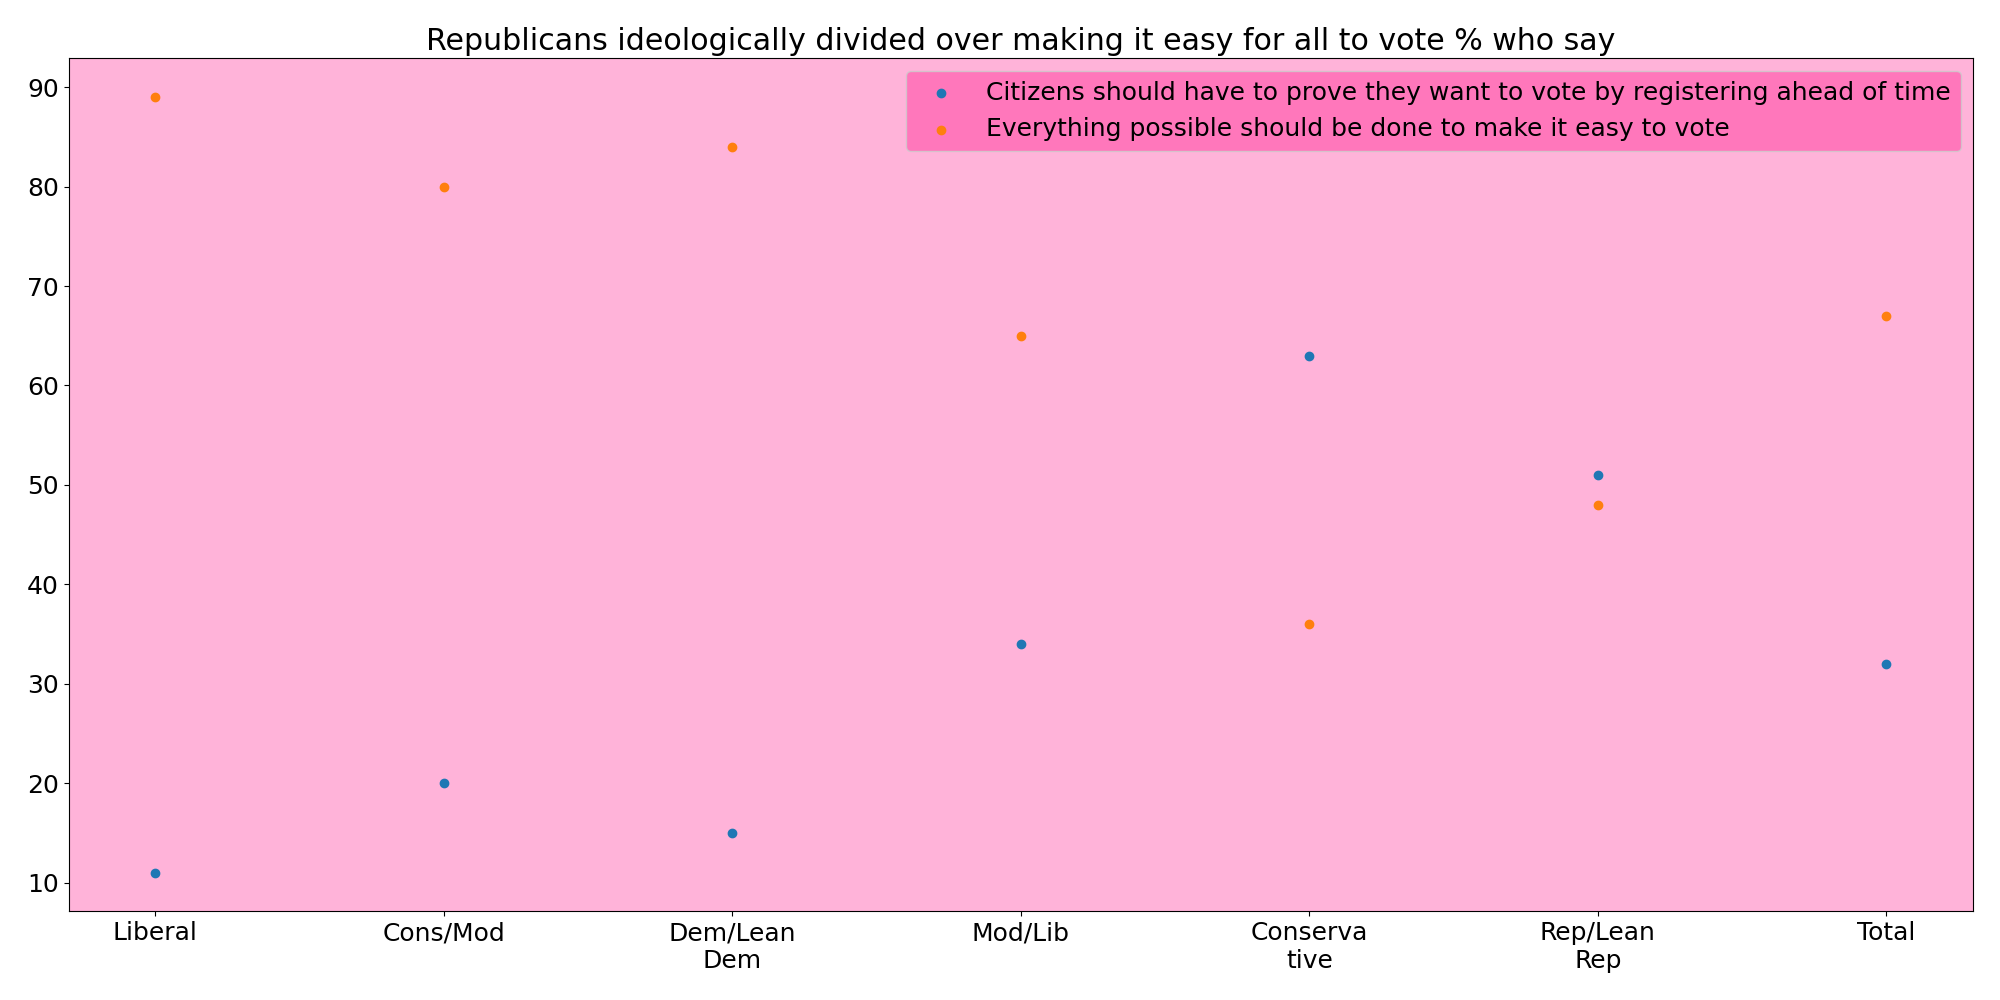 Republicans ideologically divided over making it easy for all to vote % who say
Citizens should have to prove they want to vote by registering ahead of time
Everything possible should be done to make it easy to vote
90
80
70
60
50
40
30
20
10
Liberal
Cons/Mod
Dem/Lean
Dem
Mod/Lib
Conserva
tive
Rep/Lean
Rep
Total